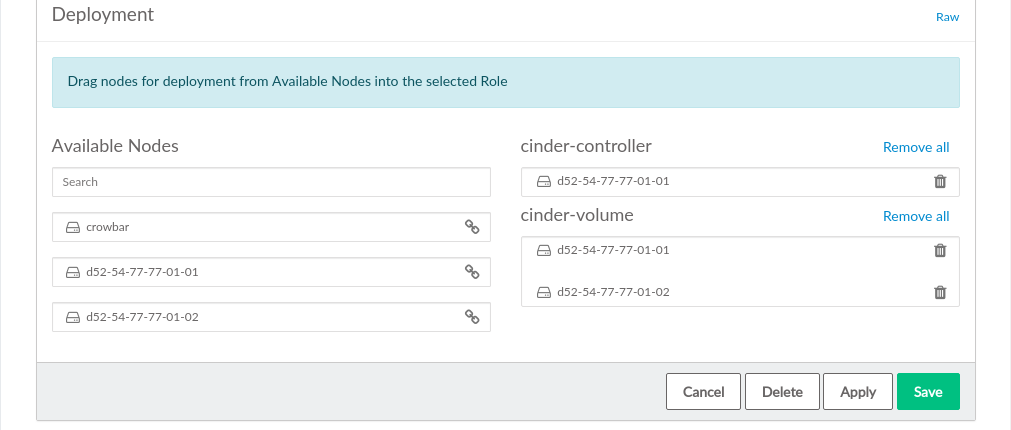 Deployment
Raw
Drag nodes for deployment from Available Nodes into the selected Role
Available Nodes
Search
crowbar
d52-54-77-77-01-01
d52-54-77-77-01-02
cinder-controller
Remove all
d52-54-77-77-01-01
cinder-volume
Remove all
d52-54-77-77-01-01
d52-54-77-77-01-02
Cancel
Delete
Apply
Save